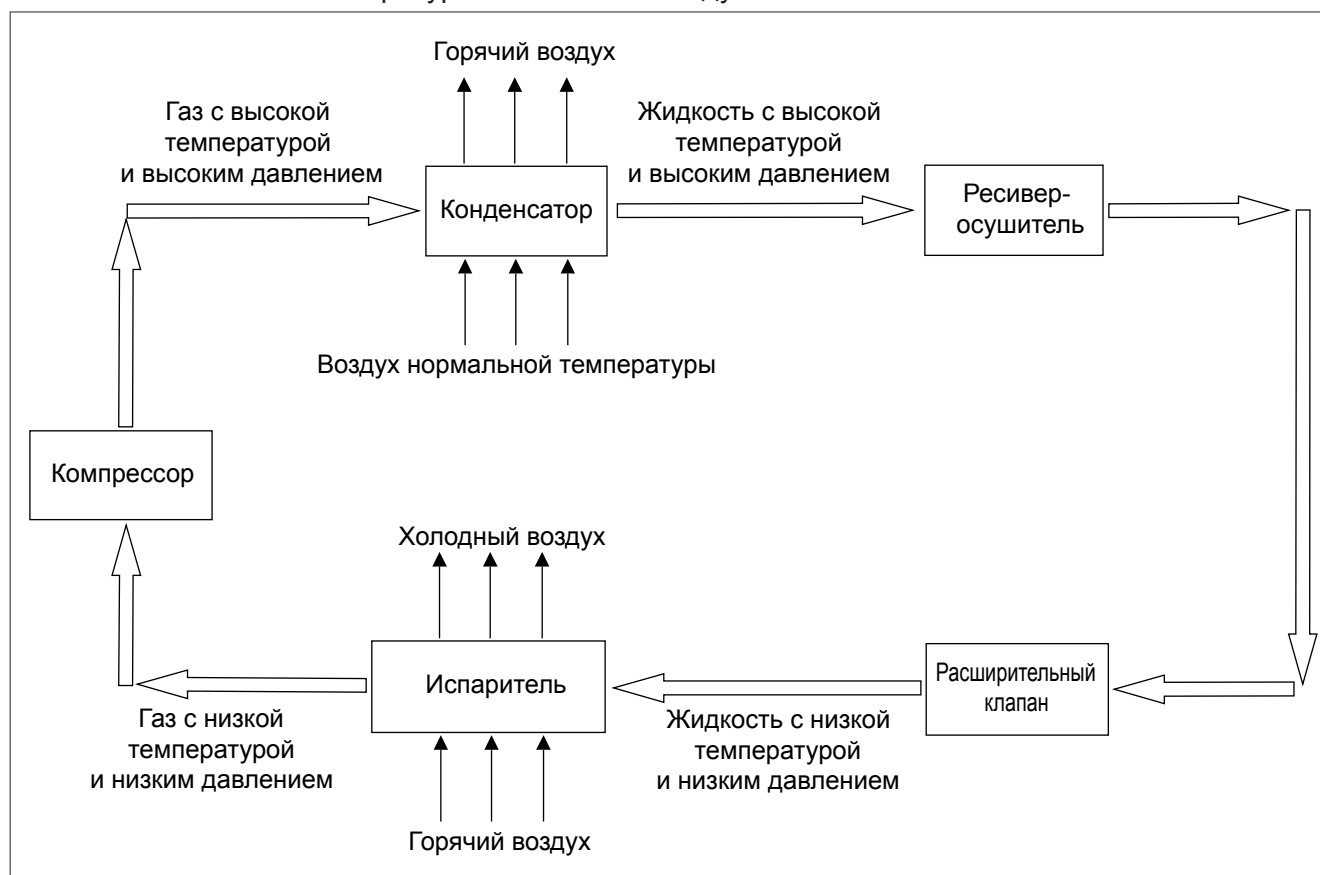 Горячий воздух
Газ с высокой
температурой
и высоким давлением
Жидкость с высокой
температурой
и высоким давлением
Конденсатор
Ресивер-
осушитель
Воздух нормальной температуры
Компрессор
Холодный воздух
Испаритель
Расширительный
клапан
Газ с низкой
температурой
и низким давлением
Жидкость с низкой
температурой
и низким давлением
Горячий воздух